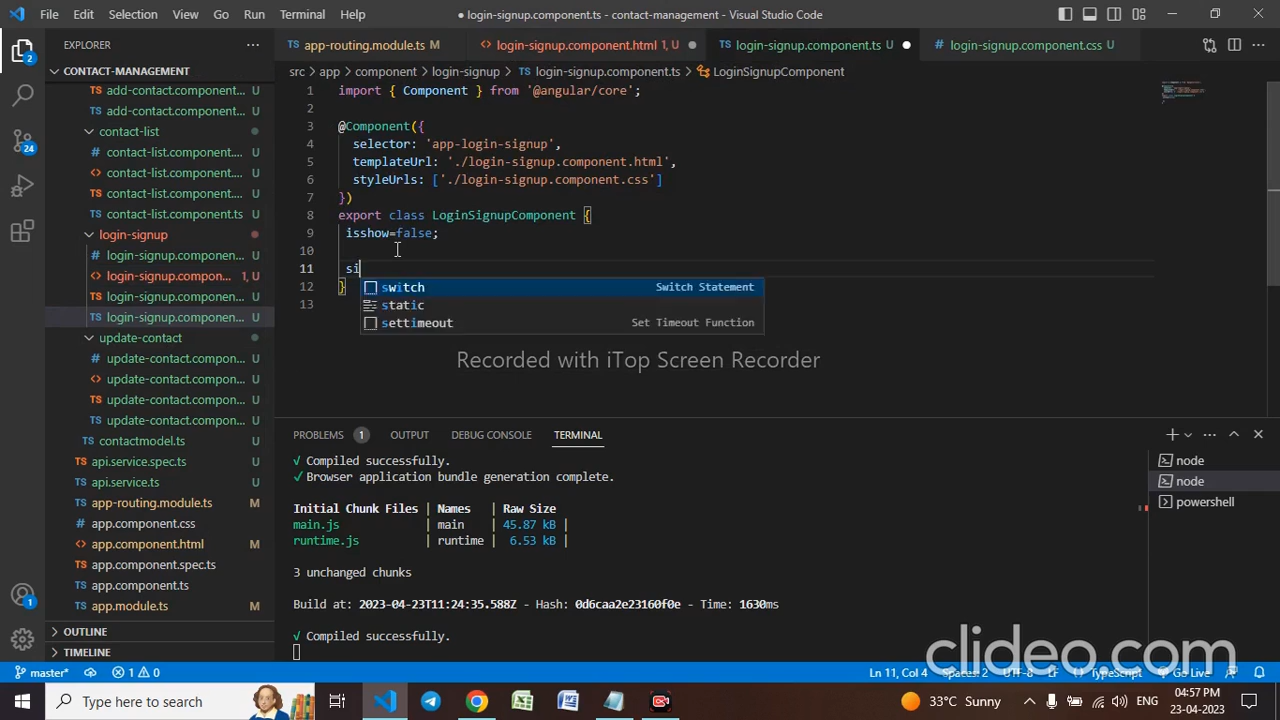 File Edit Selection View Go Run Terminal Help
● login-signup.component.ts - contact-management - Visual Studio Code
EXPLORER
CONTACT-MANAGEMENT
add-contact.component... U
add-contact.component... U
contact-list
contact-list.component.... U
contact-list.component.... U
contact-list.component.... U
contact-list.component.ts U
login-signup
login-signup.component... U
login-signup.compon... 1, U
login-signup.component... U
login-signup.component... U
update-contact
update-contact.compon... U
update-contact.compon... U
update-contact.compon... U
update-contact.compon... U
contactmodel.ts U
api.service.spec.ts U
api.service.ts U
app-routing.module.ts M
app.component.css
app.component.html M
app.component.spec.ts
app.component.ts
app.module.ts M
OUTLINE
TIMELINE
2
24
1
app-routing.module.ts M
login-signup.component.html 1, U
login-signup.component.ts U
login-signup.component.css U
src > app > component > login-signup > TS login-signup.component.ts > LoginSignupComponent
1 import { Component } from '@angular/core';
2
3 @Component({
4 selector: 'app-login-signup',
5 templateUrl: './login-signup.component.html',
6 styleUrls: ['./login-signup.component.css']
7 })
8 export class LoginSignupComponent {
9 isshow=false;
10
11 si
12 }
13
switch Switch Statement
static
settimeout Set Timeout Function
Recorded with iTop Screen Recorder
PROBLEMS 1 OUTPUT DEBUG CONSOLE TERMINAL
√ Compiled successfully.
✓ Browser application bundle generation complete.
Initial Chunk Files | Names | Raw Size
main.js | main | 45.87 kB |
runtime.js | runtime | 6.53 kB |
3 unchanged chunks
Build at: 2023-04-23T11:24:35.588Z - Hash: 0d6caa2e23160f0e - Time: 1630ms
√ Compiled successfully.
node
node
powershell
clideo.com
master* 1 0 Ln 11, Col 4 Spaces: 2 UTF-8 LF {} TypeScript Go Live
Type here to search
33°C Sunny
ENG
04:57 PM
23-04-2023